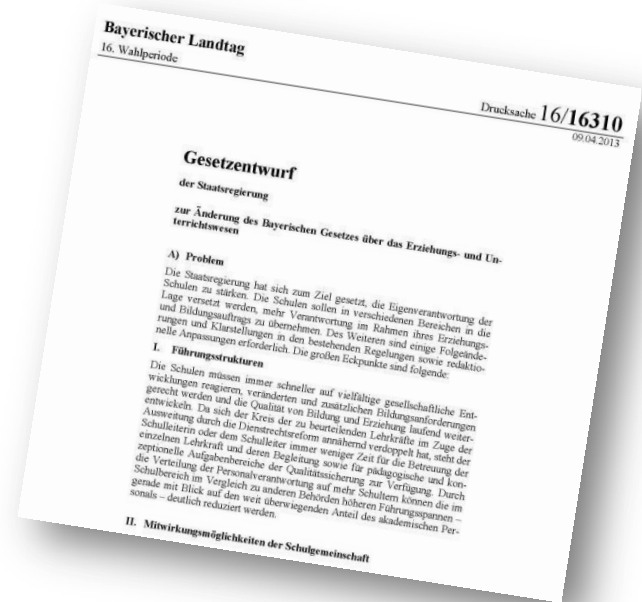 Bayerischer Landtag
16. Wahlperiode
Drucksache 16/16310
09.04.2013
Gesetzentwurf
der Staatsregierung
zur Änderung des Bayerischen Gesetzes über das Erziehungs- und Un-
terrichtswesen
A) Problem
Die Staatsregierung hat sich zum Ziel gesetzt, die Eigenverantwortung der
Schulen zu stärken. Die Schulen sollen in verschiedenen Bereichen in die
Lage versetzt werden, mehr Verantwortung im Rahmen ihres Erziehungs-
und Bildungsauftrags zu übernehmen. Des Weiteren sind einige Folgeände-
rungen und Klarstellungen in den bestehenden Regelungen sowie redaktio-
nelle Anpassungen erforderlich. Die großen Eckpunkte sind folgende:
I. Führungsstrukturen
Die Schulen müssen immer schneller auf vielfältige gesellschaftliche Ent-
wicklungen reagieren, veränderten und zusätzlichen Bildungsanforderungen
gerecht werden und die Qualität von Bildung und Erziehung laufend weiter-
entwickeln. Da sich der Kreis der zu beurteilenden Lehrkräfte im Zuge der
Ausweitung durch die Dienstrechtsreform annähernd verdoppelt hat, steht der
Schulleiterin oder dem Schulleiter immer weniger Zeit für die Betreuung der
einzelnen Lehrkraft und deren Begleitung sowie für pädagogische und kon-
zeptionelle Aufgabenbereiche der Qualitätssicherung zur Verfügung. Durch
die Verteilung der Personalverantwortung auf mehr Schultern können die im
Schulbereich im Vergleich zu anderen Behörden höheren Führungsspannen –
gerade mit Blick auf den weit überwiegenden Anteil des akademischen Per-
sonals – deutlich reduziert werden.
II. Mitwirkungsmöglichkeiten der Schulgemeinschaft